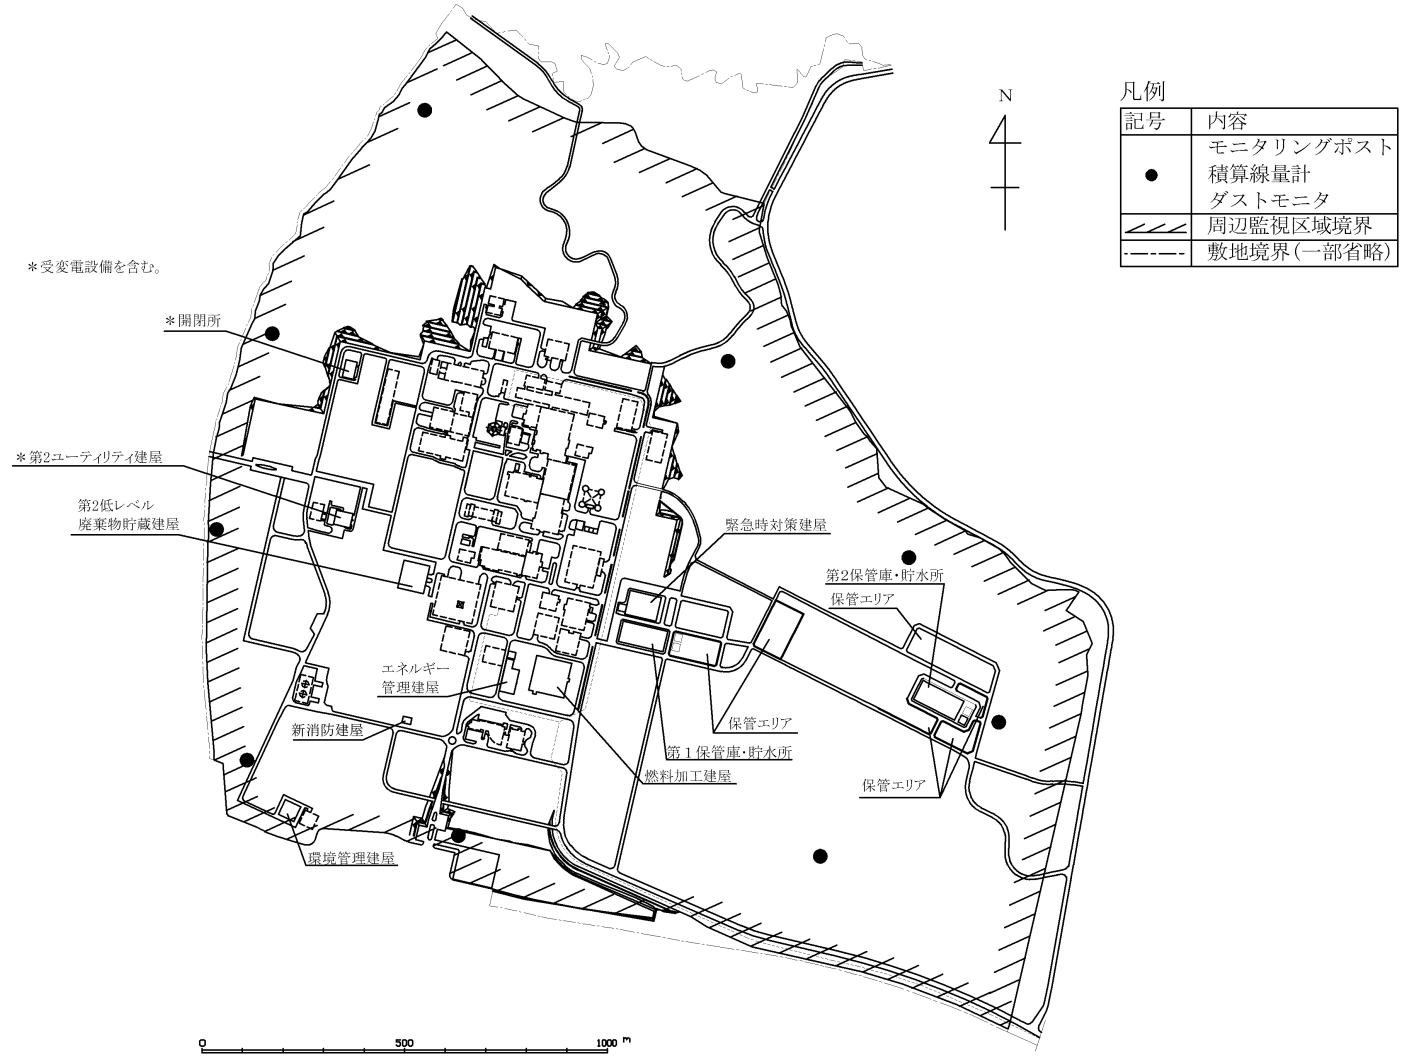 N
凡例
記号 内容
モニタリングポスト
積算線量計
ダストモニタ
周辺監視区域境界
敷地境界(一部省略)
*受変電設備を含む。
*開閉所
*第2ユーティリティ建屋
第2低レベル
廃棄物貯蔵建屋
緊急時対策建屋
第2保管庫・貯水所
保管エリア
エネルギー
管理建屋
保管エリア
新消防建屋
第1保管庫・貯水所
燃料加工建屋
保管エリア
環境管理建屋
0 500 1000 m